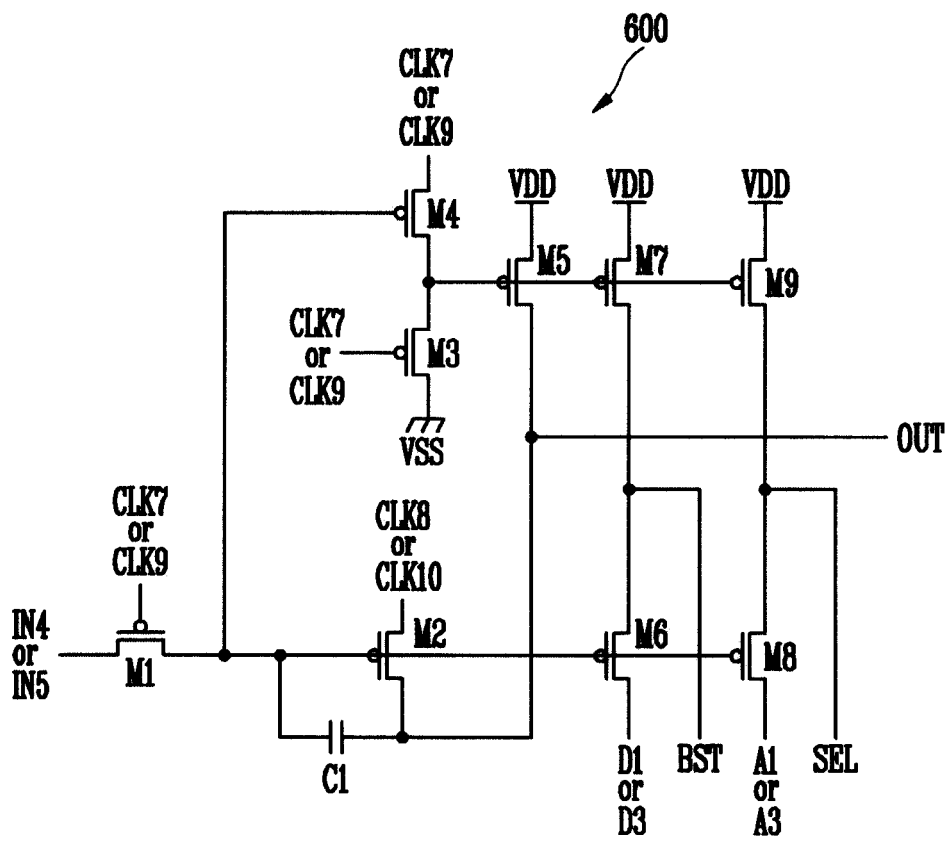 600
CLK7
or
CLK9
VDD
VDD
VDD
M4
M5
M7
M9
CLK7
or
CLK9
M3
VSS
OUT
CLK7
or
CLK9
CLK8
or
CLK10
IN4
or
IN5
M1
M2
M6
M8
C1
D1
or
D3
BST
A1
or
A3
SEL